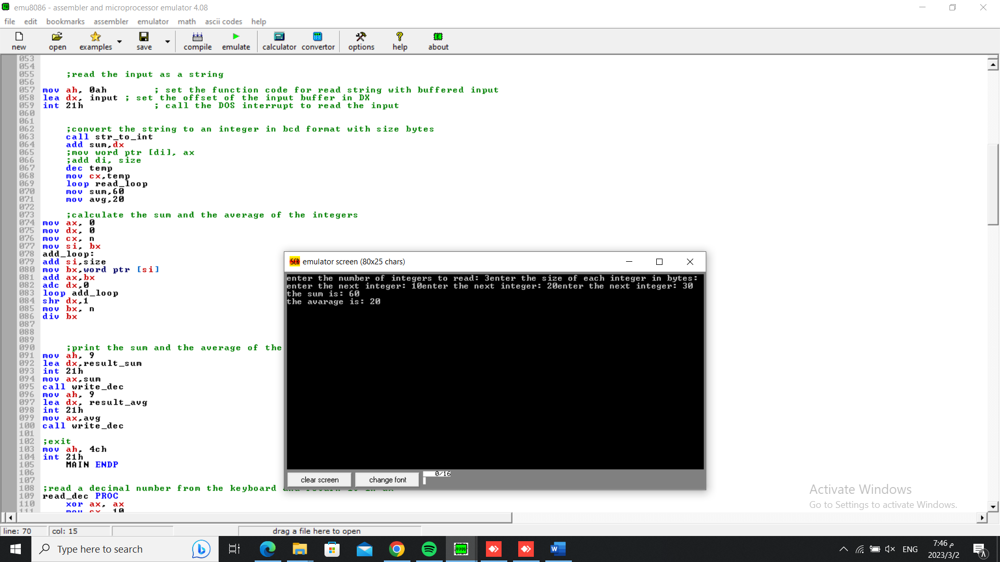 emu8086 - assembler and microprocessor emulator 4.08
file edit bookmarks assembler emulator math ascii codes help
new open examples save compile emulate calculator convertor options help about
053
054
055 ;read the input as a string
056
057 mov ah, 0ah ; set the function code for read string with buffered input
058 lea dx, input ; set the offset of the input buffer in DX
059 int 21h ; call the DOS interrupt to read the input
060
061
062 ;convert the string to an integer in bcd format with size bytes
063 call str_to_int
064 add sum,dx
065 ;mov word ptr [di], ax
066 ;add di, size
067 dec temp
068 mov cx,temp
069 loop read_loop
070 mov sum,60
071 mov avg,20
072
073 ;calculate the sum and the average of the integers
074 mov ax, 0
075 mov dx, 0
076 mov cx, n
077 mov si, bx
078 add_loop:
079 add si,size
080 mov bx,word ptr [si]
081 add ax,bx
082 adc dx,0
083 loop add_loop
084 shr dx,1
085 mov bx, n
086 div bx
087
088
089
090 ;print the sum and the average of the
091 mov ah, 9
092 lea dx,result_sum
093 int 21h
094 mov ax,sum
095 call write_dec
096 mov ah, 9
097 lea dx, result_avg
098 int 21h
099 mov ax,avg
100 call write_dec
101
102 ;exit
103 mov ah, 4ch
104 int 21h
105 MAIN ENDP
106
107
108 ;read a decimal number from the keyboard
109 read_dec PROC
110 xor ax, ax
111 mov cx, 10
emulator screen (80x25 chars)
enter the number of integers to read: 3enter the size of each integer in bytes:
enter the next integer: 10enter the next integer: 20enter the next integer: 30
the sum is: 60
the avarage is: 20
clear screen change font 0/16
Activate Windows
Go to Settings to activate Windows.
line: 70 col: 15 drag a file here to open
Type here to search
ENG
7:46 م
2023/3/2